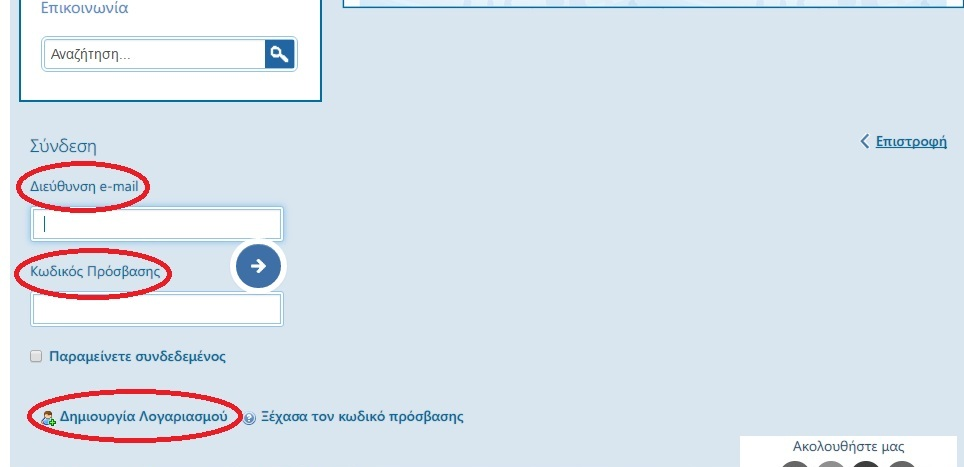 Επικοινωνία
Αναζήτηση...
Σύνδεση
Επιστροφή
Διεύθυνση e-mail
Κωδικός Πρόσβασης
Παραμείνετε συνδεδεμένος
Δημιουργία Λογαριασμού Ξέχασα τον κωδικό πρόσβασης
Ακολουθήστε μας